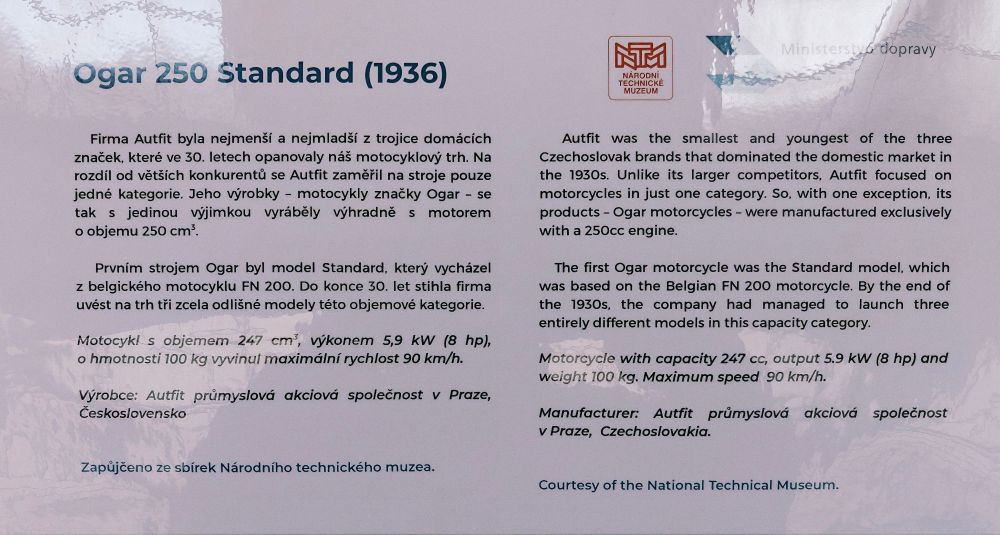 Ogar 250 Standard (1936)
NTM
NÁRODNÍ
TECHNICKÉ
MUZEUM
Ministerstvo dopravy
Firma Autfit byla nejmenší a nejmladší z trojice domácích
značek, které ve 30. letech opanovaly náš motocyklový trh. Na
rozdíl od větších konkurentů se Autfit zaměřil na stroje pouze
jedné kategorie. Jeho výrobky – motocykly značky Ogar – se
tak s jedinou výjimkou vyráběly výhradně s motorem
o objemu 250 cm³.
Prvním strojem Ogar byl model Standard, který vycházel
z belgického motocyklu FN 200. Do konce 30. let stihla firma
uvést na trh tři zcela odlišné modely této objemové kategorie.
Motocykl s objemem 247 cm³, výkonem 5,9 kW (8 hp),
o hmotnosti 100 kg vyvinul maximální rychlost 90 km/h.
Výrobce: Autfit průmyslová akciová společnost v Praze,
Československo
Zapůjčeno ze sbírek Národního technického muzea.
Autfit was the smallest and youngest of the three
Czechoslovak brands that dominated the domestic market in
the 1930s. Unlike its larger competitors, Autfit focused on
motorcycles in just one category. So, with one exception, its
products – Ogar motorcycles – were manufactured exclusively
with a 250cc engine.
The first Ogar motorcycle was the Standard model, which
was based on the Belgian FN 200 motorcycle. By the end of
the 1930s, the company had managed to launch three
entirely different models in this capacity category.
Motorcycle with capacity 247 cc, output 5.9 kW (8 hp) and
weight 100 kg. Maximum speed 90 km/h.
Manufacturer: Autfit průmyslová akciová společnost
v Praze, Czechoslovakia.
Courtesy of the National Technical Museum.